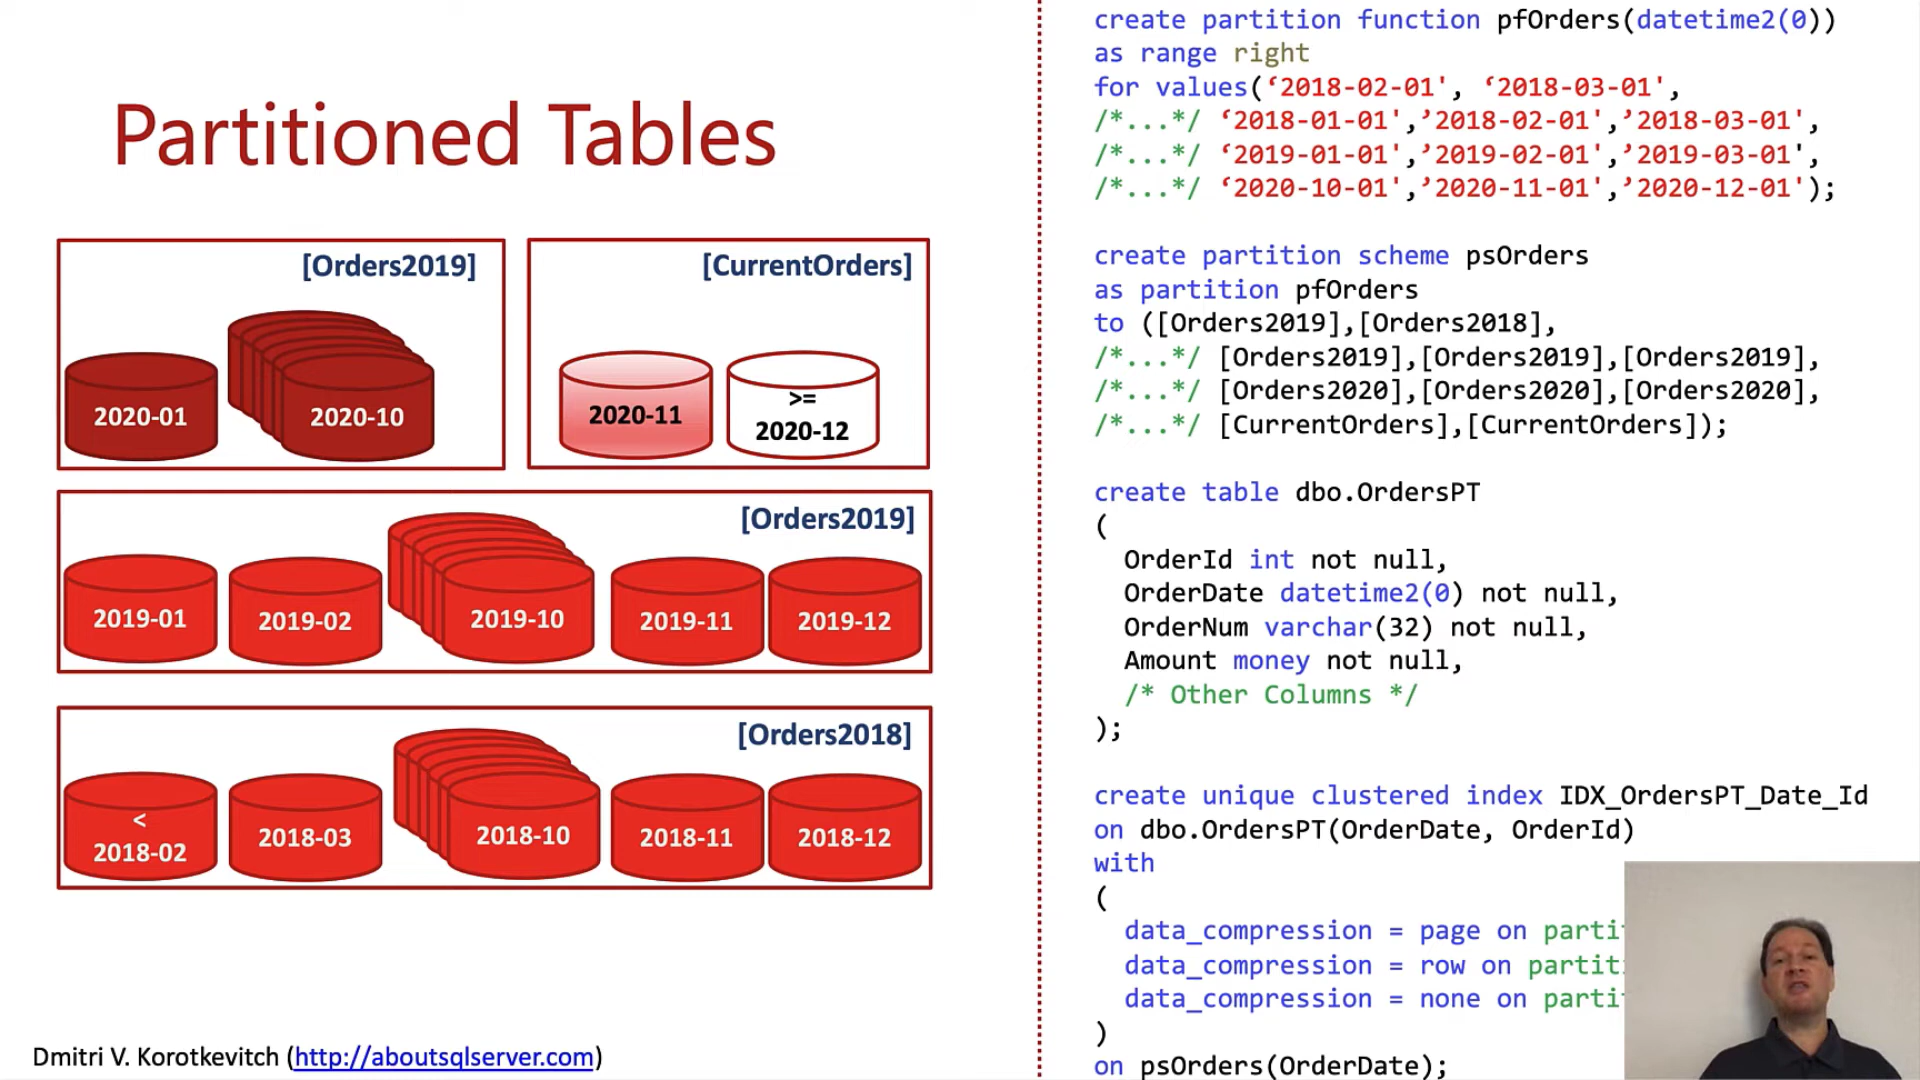 Partitioned Tables
[Orders2019]
2020-01
2020-10
[CurrentOrders]
2020-11
>=
2020-12
[Orders2019]
2019-01
2019-02
2019-10
2019-11
2019-12
[Orders2018]
<
2018-02
2018-03
2018-10
2018-11
2018-12
Dmitri V. Korotkevitch (http://aboutsqlserver.com)
create partition function pfOrders(datetime2(0))
as range right
for values(‘2018-02-01', ‘2018-03-01',
/*...*/ ‘2018-01-01',’2018-02-01',’2018-03-01',
/*...*/ ‘2019-01-01',’2019-02-01',’2019-03-01',
/*...*/ ‘2020-10-01',’2020-11-01',’2020-12-01');
create partition scheme psOrders
as partition pfOrders
to ([Orders2019],[Orders2018],
/*...*/ [Orders2019],[Orders2019],[Orders2019],
/*...*/ [Orders2020],[Orders2020],[Orders2020],
/*...*/ [CurrentOrders],[CurrentOrders]);
create table dbo.OrdersPT
(
OrderId int not null,
OrderDate datetime2(0) not null,
OrderNum varchar(32) not null,
Amount money not null,
/* Other Columns */
);
create unique clustered index IDX_OrdersPT_Date_Id
on dbo.OrdersPT(OrderDate, OrderId)
with
(
data_compression = page on
data_compression = row on
data_compression = none on
)
on psOrders(OrderDate);